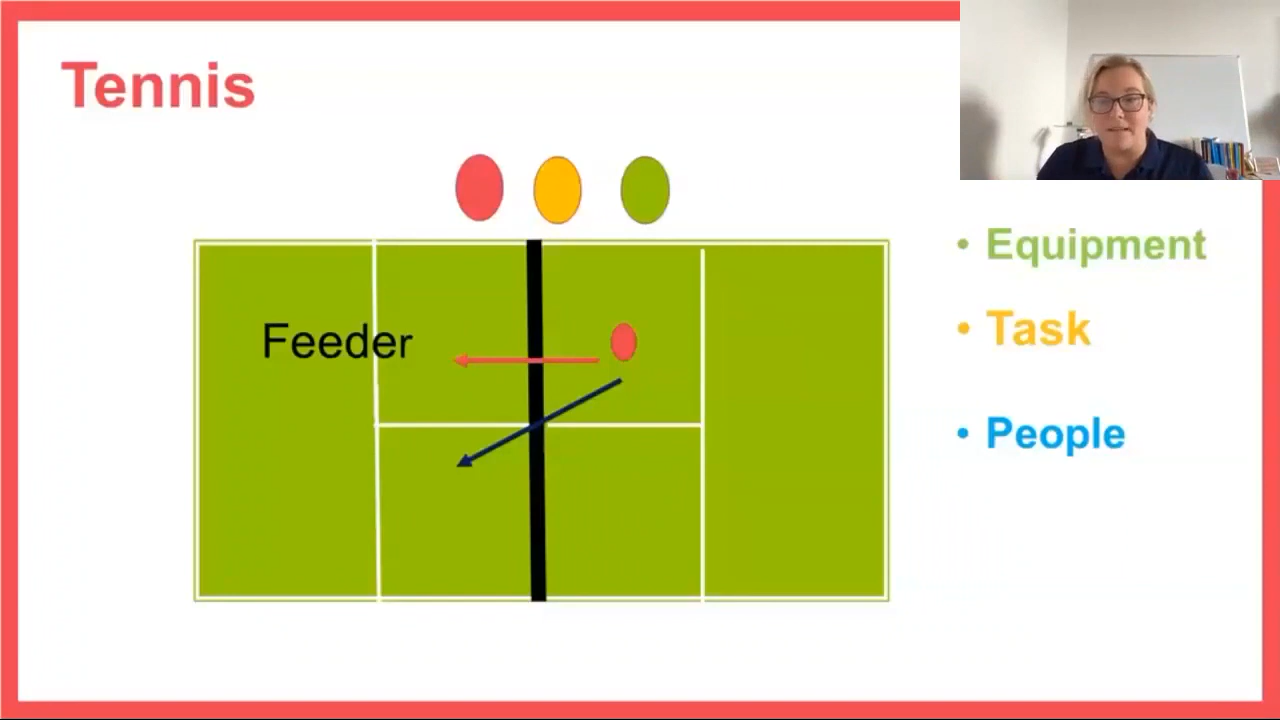 Tennis
Feeder
• Equipment
• Task
• People